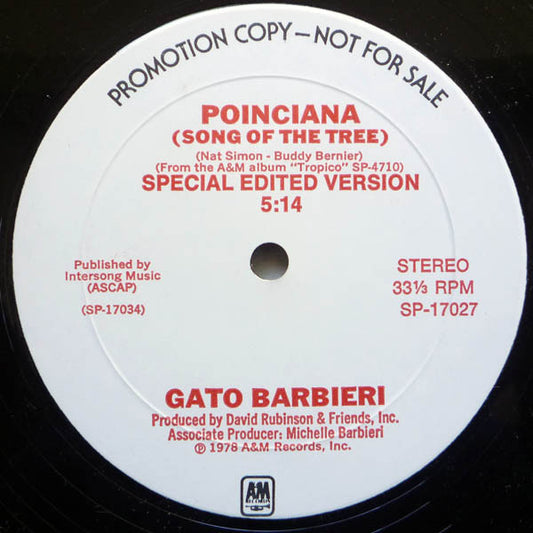 PROMOTION COPY—NOT FOR SALE
POINCIANA
(SONG OF THE TREE)
(Nat Simon - Buddy Bernier)
(From the A&M album "Tropico" SP-4710)
SPECIAL EDITED VERSION
5:14
Published by
Intersong Music
(ASCAP)
(SP-17034)
STEREO
33⅓ RPM
SP-17027
GATO BARBIERI
Produced by David Rubinson & Friends, Inc.
Associate Producer: Michelle Barbieri
℗ 1978 A&M Records, Inc.
A&M
RECORDS